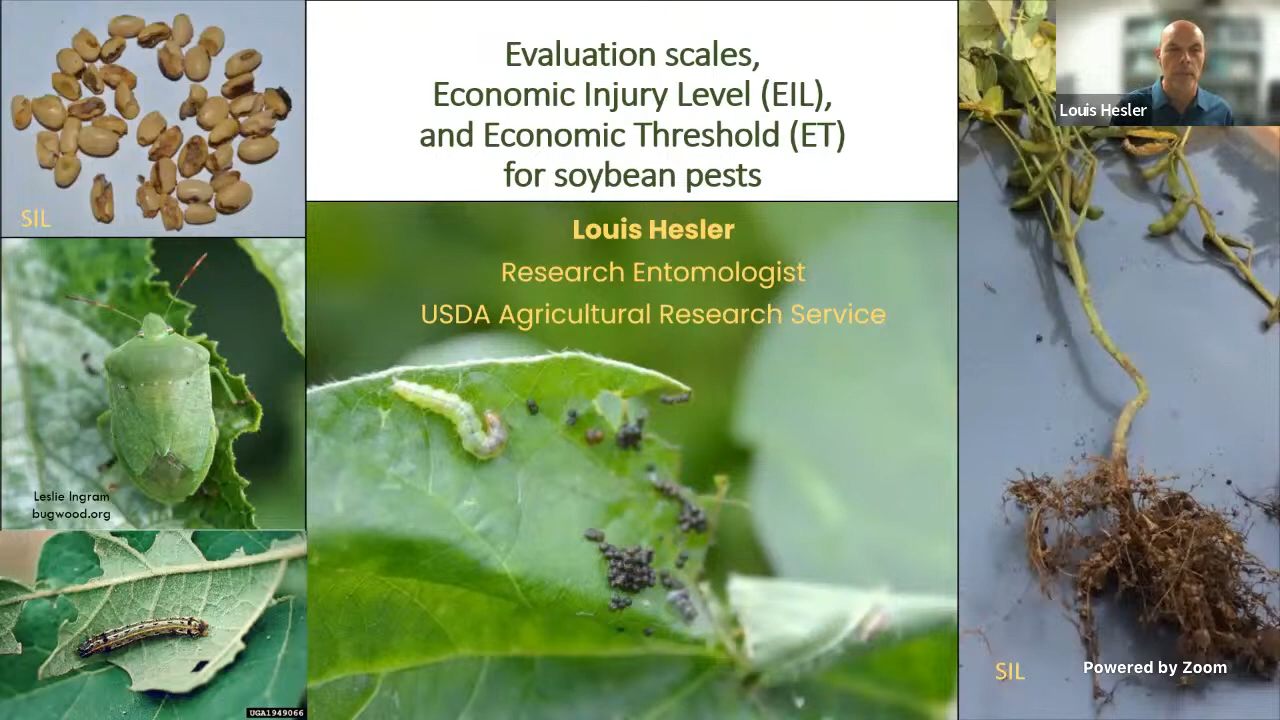 Evaluation scales,
Economic Injury Level (EIL),
and Economic Threshold (ET)
for soybean pests
Louis Hesler
Research Entomologist
USDA Agricultural Research Service
Louis Hesler
SIL
Leslie Ingram
bugwood.org
UGA1949066
SIL
Powered by Zoom